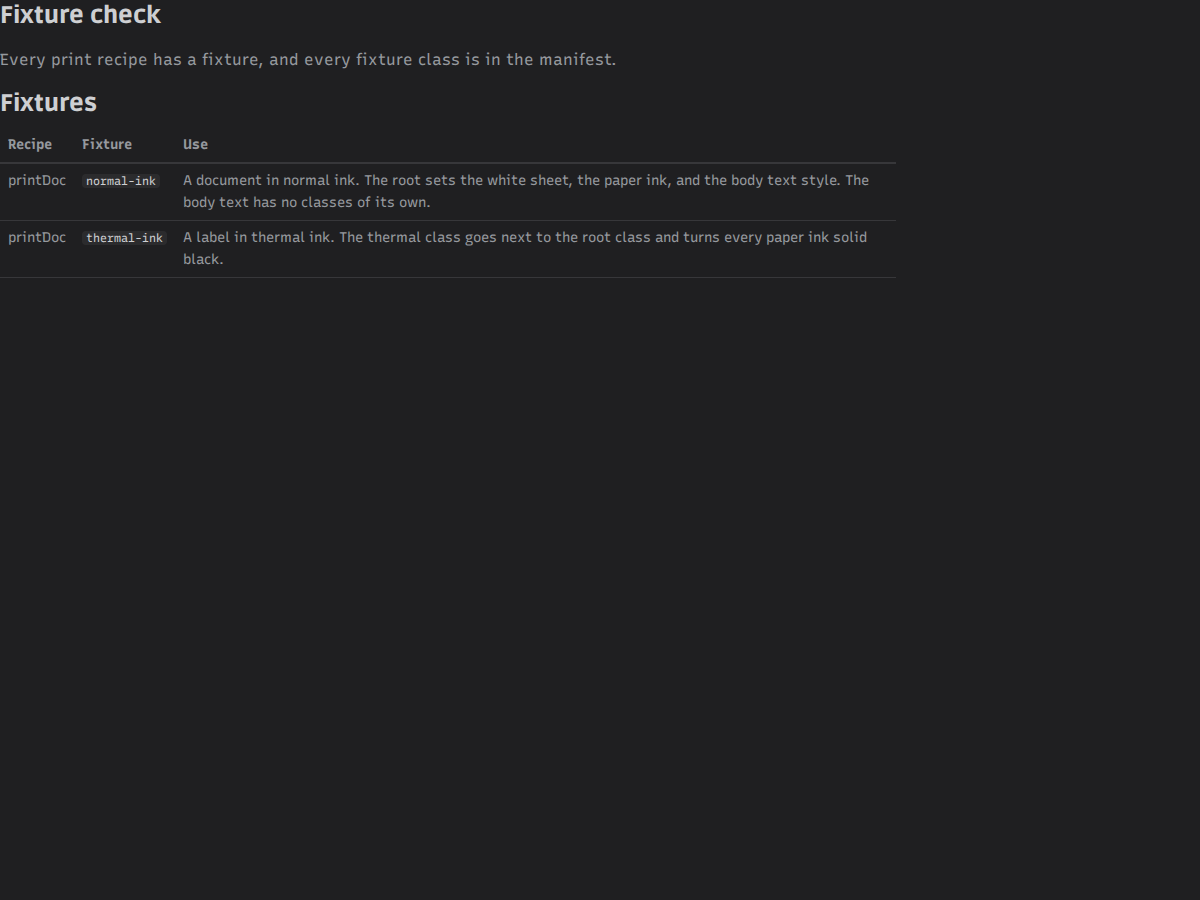 Fixture check
Every print recipe has a fixture, and every fixture class is in the manifest.
Fixtures
Recipe Fixture Use
printDoc normal-ink A document in normal ink. The root sets the white sheet, the paper ink, and the body text style. The
body text has no classes of its own.
printDoc thermal-ink A label in thermal ink. The thermal class goes next to the root class and turns every paper ink solid
black.